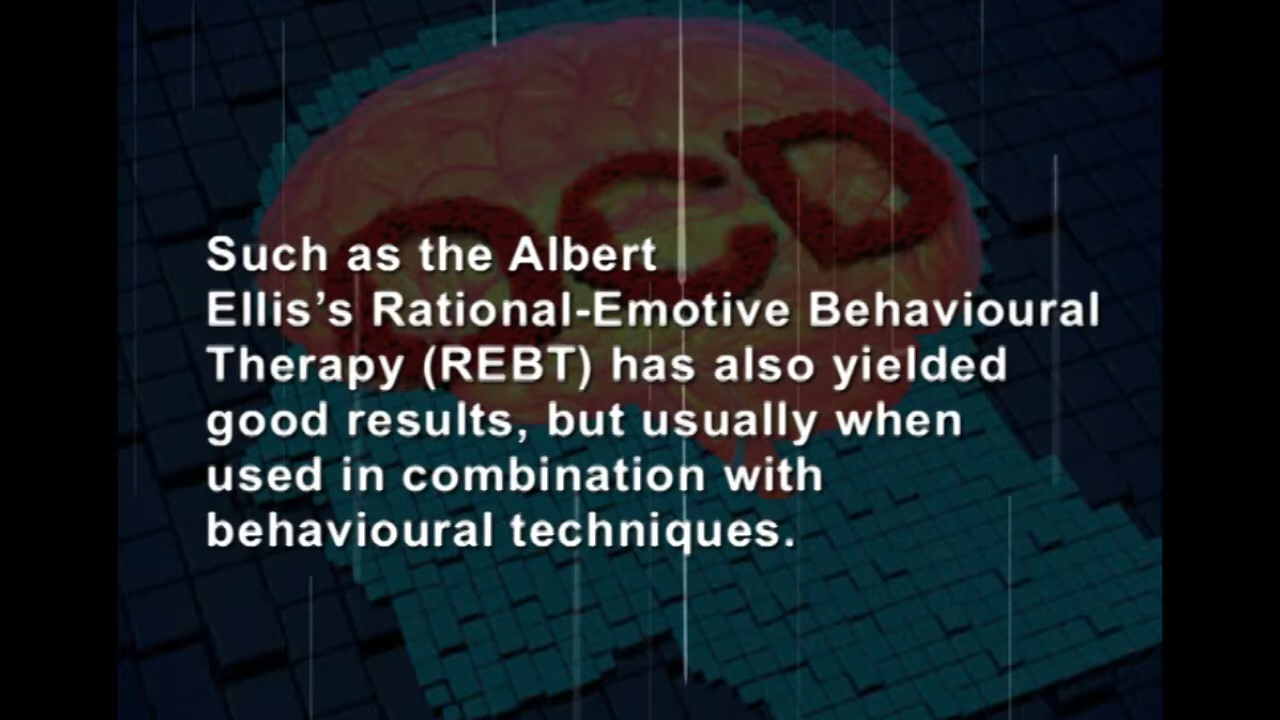 OCD
Such as the Albert
Ellis’s Rational-Emotive Behavioural
Therapy (REBT) has also yielded
good results, but usually when
used in combination with
behavioural techniques.